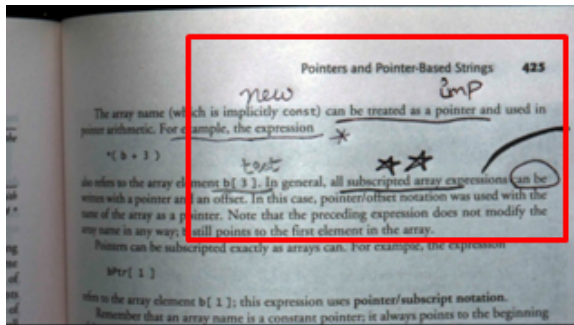 Pointers and Pointer-Based Strings 425
new imp
The array name (which is implicitly const) can be treated as a pointer and used in
pointer arithmetic. For example, the expression
*( b + 3 )
text
also refers to the array element b[ 3 ]. In general, all subscripted array expressions can be
written with a pointer and an offset. In this case, pointer/offset notation was used with the
name of the array as a pointer. Note that the preceding expression does not modify the
array name in any way; b still points to the first element in the array.
Pointers can be subscripted exactly as arrays can. For example, the expression
bPtr[ 1 ]
refers to the array element b[ 1 ]; this expression uses pointer/subscript notation.
Remember that an array name is a constant pointer; it always points to the beginning